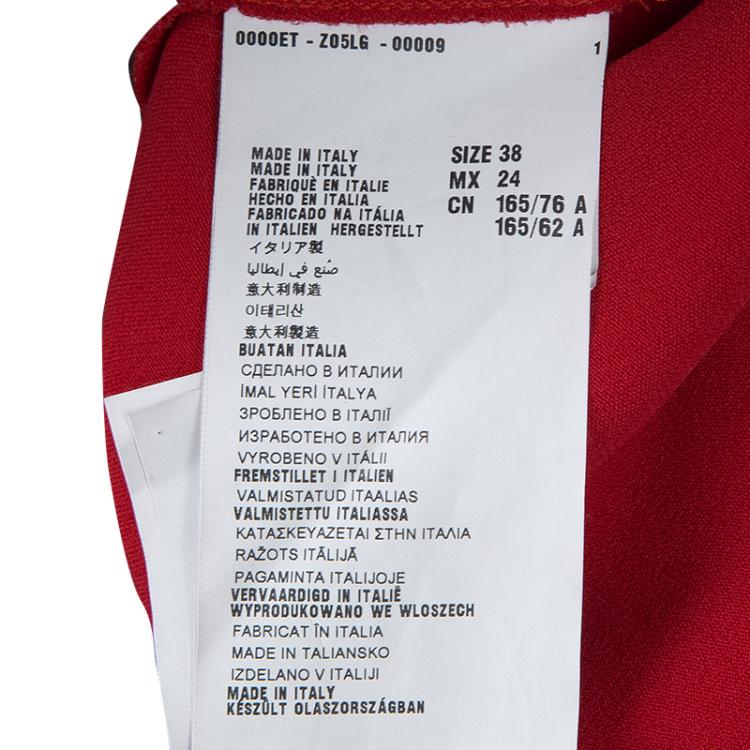 0000ET - Z05LG - 00009
1
MADE IN ITALY
MADE IN ITALY
FABRIQUÈ EN ITALIE
HECHO EN ITALIA
FABRICADO NA ITÁLIA
IN ITALIEN HERGESTELLT
イタリア製
صُنع في إيطاليا
意大利制造
이태리산
意大利製造
BUATAN ITALIA
СДЕЛАНО В ИТАЛИИ
İMAL YERİ İTALYA
ЗРОБЛЕНО В ІТАЛІЇ
ИЗРАБОТЕНО В ИТАЛИЯ
VYROBENO V ITÁLII
FREMSTILLET I ITALIEN
VALMISTATUD ITAALIAS
VALMISTETTU ITALIASSA
ΚΑΤΑΣΚΕΥΑΖΕΤΑΙ ΣΤΗΝ ΙΤΑΛΙΑ
RAŽOTS ITĀLIJĀ
PAGAMINTA ITALIJOJE
VERVAARDIGD IN ITALIË
WYPRODUKOWANO WE WLOSZECH
FABRICAT ÎN ITALIA
MADE IN TALIANSKO
IZDELANO V ITALIJI
MADE IN ITALY
KÉSZÜLT OLASZORSZÁGBAN
SIZE 38
MX 24
CN 165/76 A
165/62 A